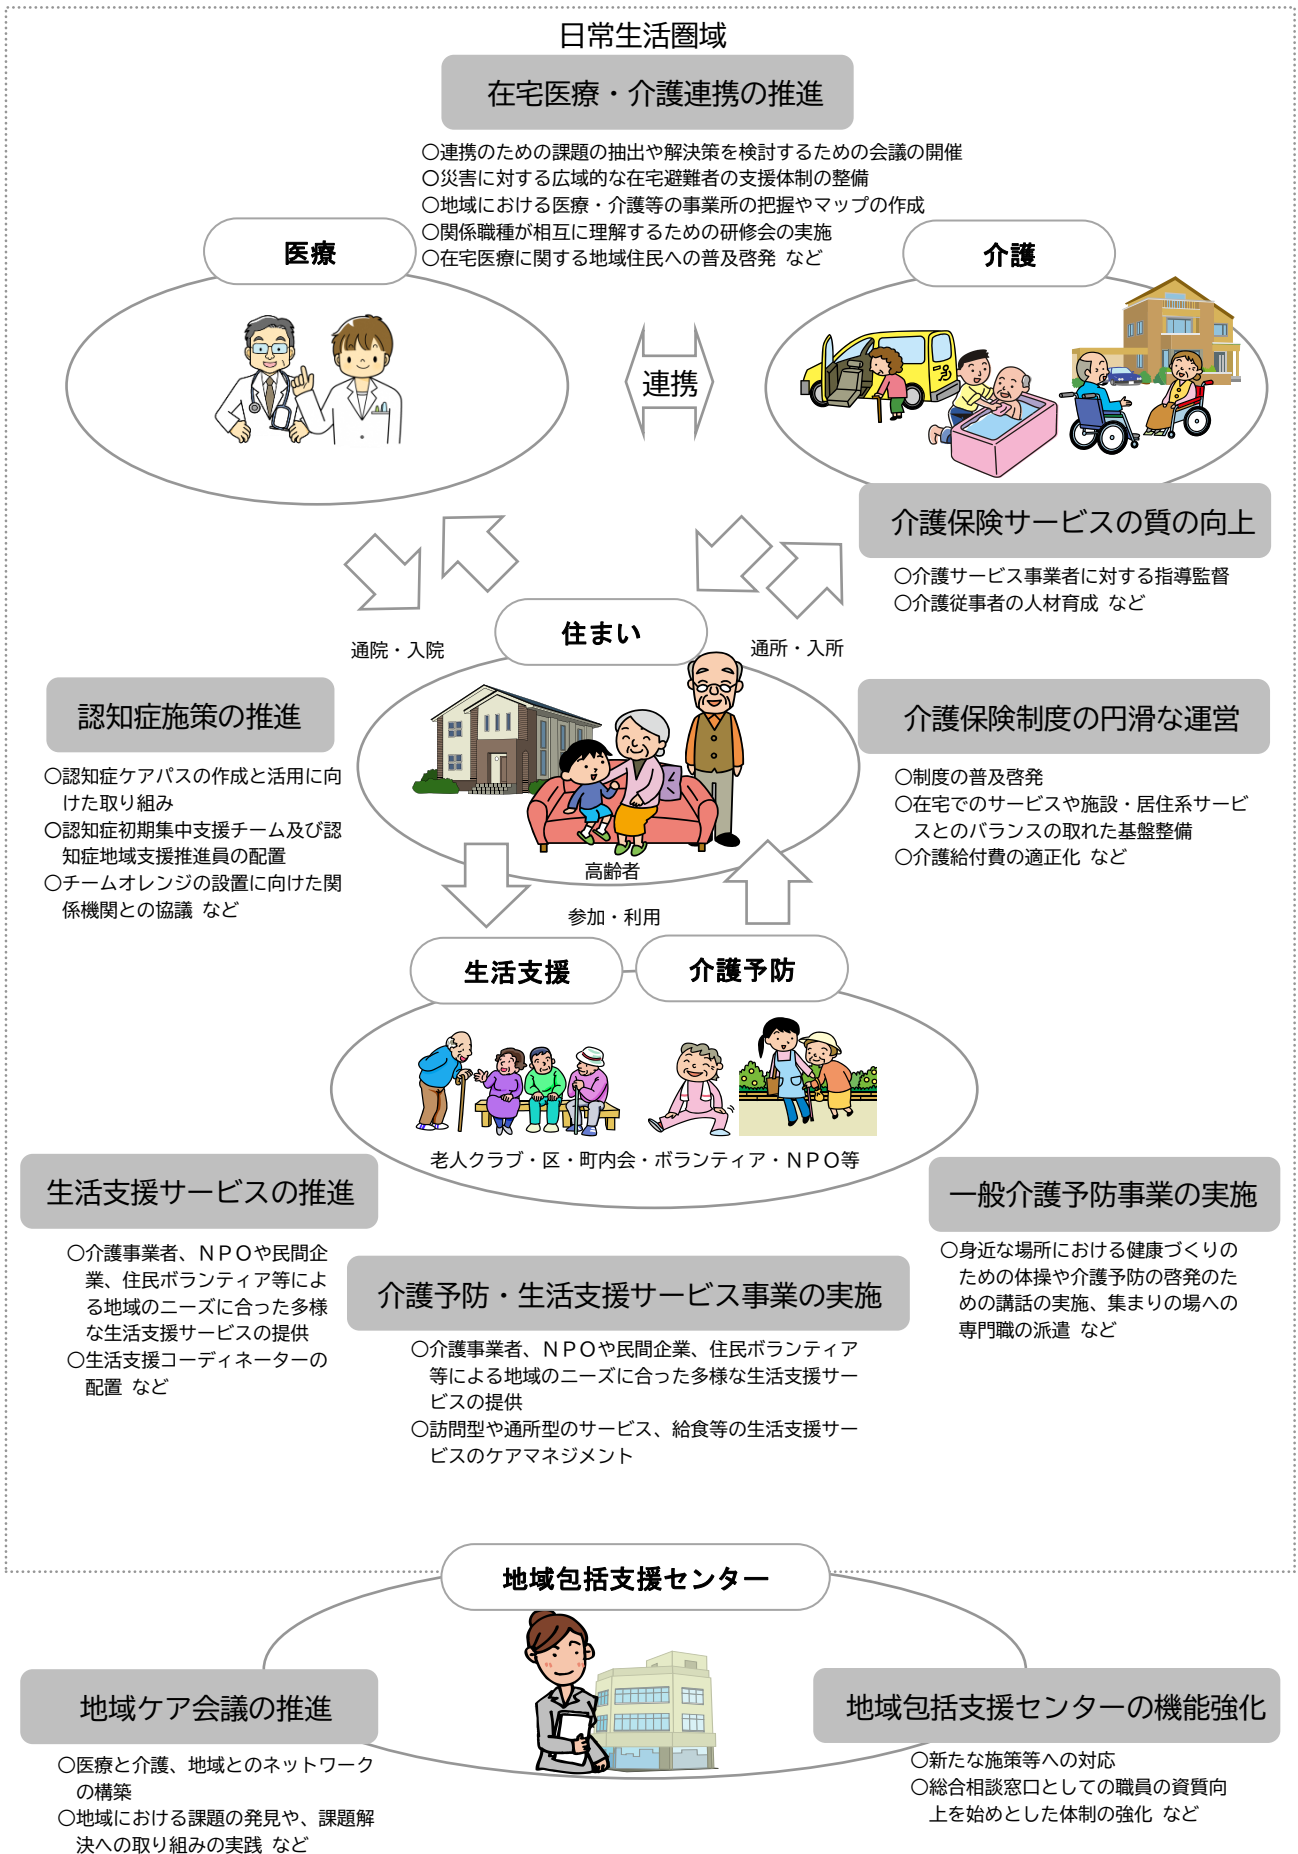 日常生活圏域
在宅医療・介護連携の推進
〇連携のための課題の抽出や解決策を検討するための会議の開催
〇災害に対する広域的な在宅避難者の支援体制の整備
〇地域における医療・介護等の事業所の把握やマップの作成
〇関係職種が相互に理解するための研修会の実施
〇在宅医療に関する地域住民への普及啓発 など
医療
介護
連携
介護保険サービスの質の向上
〇介護サービス事業者に対する指導監督
〇介護従事者の人材育成 など
住まい
通院・入院
通所・入所
認知症施策の推進
〇認知症ケアパスの作成と活用に向
けた取り組み
〇認知症初期集中支援チーム及び認
知症地域支援推進員の配置
〇チームオレンジの設置に向けた関
係機関との協議 など
介護保険制度の円滑な運営
〇制度の普及啓発
〇在宅でのサービスや施設・居住系サービ
スとのバランスの取れた基盤整備
〇介護給付費の適正化 など
高齢者
参加・利用
生活支援
介護予防
老人クラブ・区・町内会・ボランティア・ＮＰＯ等
生活支援サービスの推進
〇介護事業者、ＮＰＯや民間企
業、住民ボランティア等によ
る地域のニーズに合った多様
な生活支援サービスの提供
〇生活支援コーディネーターの
配置 など
介護予防・生活支援サービス事業の実施
〇介護事業者、ＮＰＯや民間企業、住民ボランティア
等による地域のニーズに合った多様な生活支援サー
ビスの提供
〇訪問型や通所型のサービス、給食等の生活支援サー
ビスのケアマネジメント
一般介護予防事業の実施
〇身近な場所における健康づくりの
ための体操や介護予防の啓発のた
めの講話の実施、集まりの場への
専門職の派遣 など
地域包括支援センター
地域ケア会議の推進
〇医療と介護、地域とのネットワーク
の構築
〇地域における課題の発見や、課題解
決への取り組みの実践 など
地域包括支援センターの機能強化
〇新たな施策等への対応
〇総合相談窓口としての職員の資質向
上を始めとした体制の強化 など